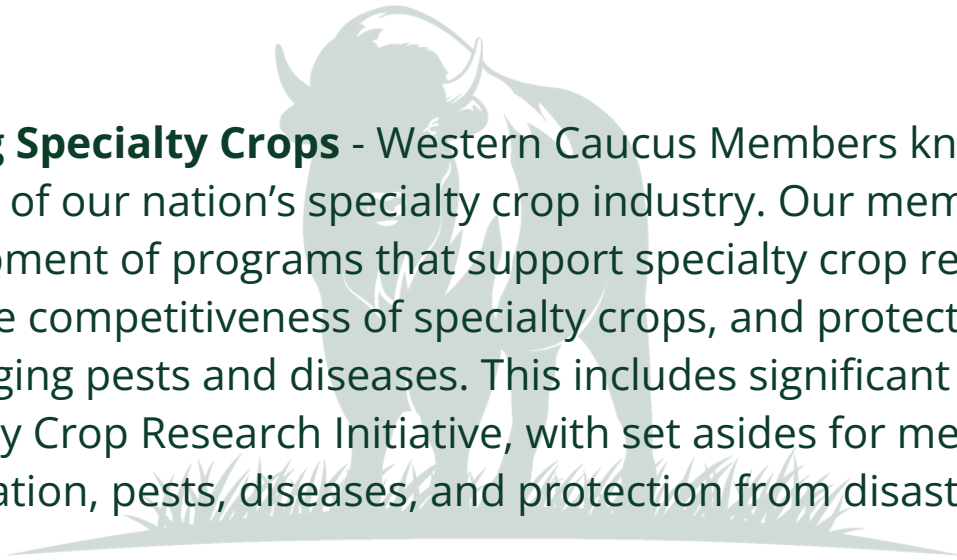 g Specialty Crops - Western Caucus Members kn
of our nation’s specialty crop industry. Our mem
pment of programs that support specialty crop re
e competitiveness of specialty crops, and protect
ging pests and diseases. This includes significant
y Crop Research Initiative, with set asides for me
ation, pests, diseases, and protection from disast